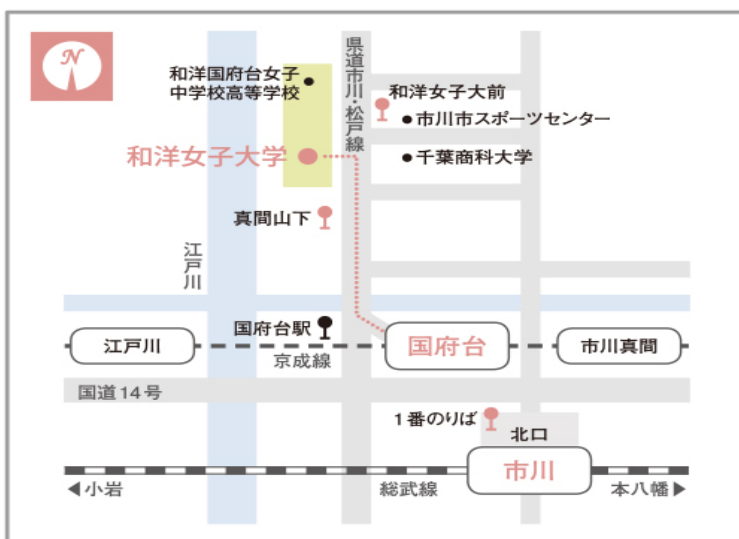 N
和洋国府台女子
中学校高等学校
県道市川・松戸線
和洋女子大前
●市川市スポーツセンター
和洋女子大学
●千葉商科大学
真間山下
江戸川
国府台駅
江戸川
国府台
市川真間
京成線
国道14号
1番のりば
北口
市川
◀小岩
総武線
本八幡▶